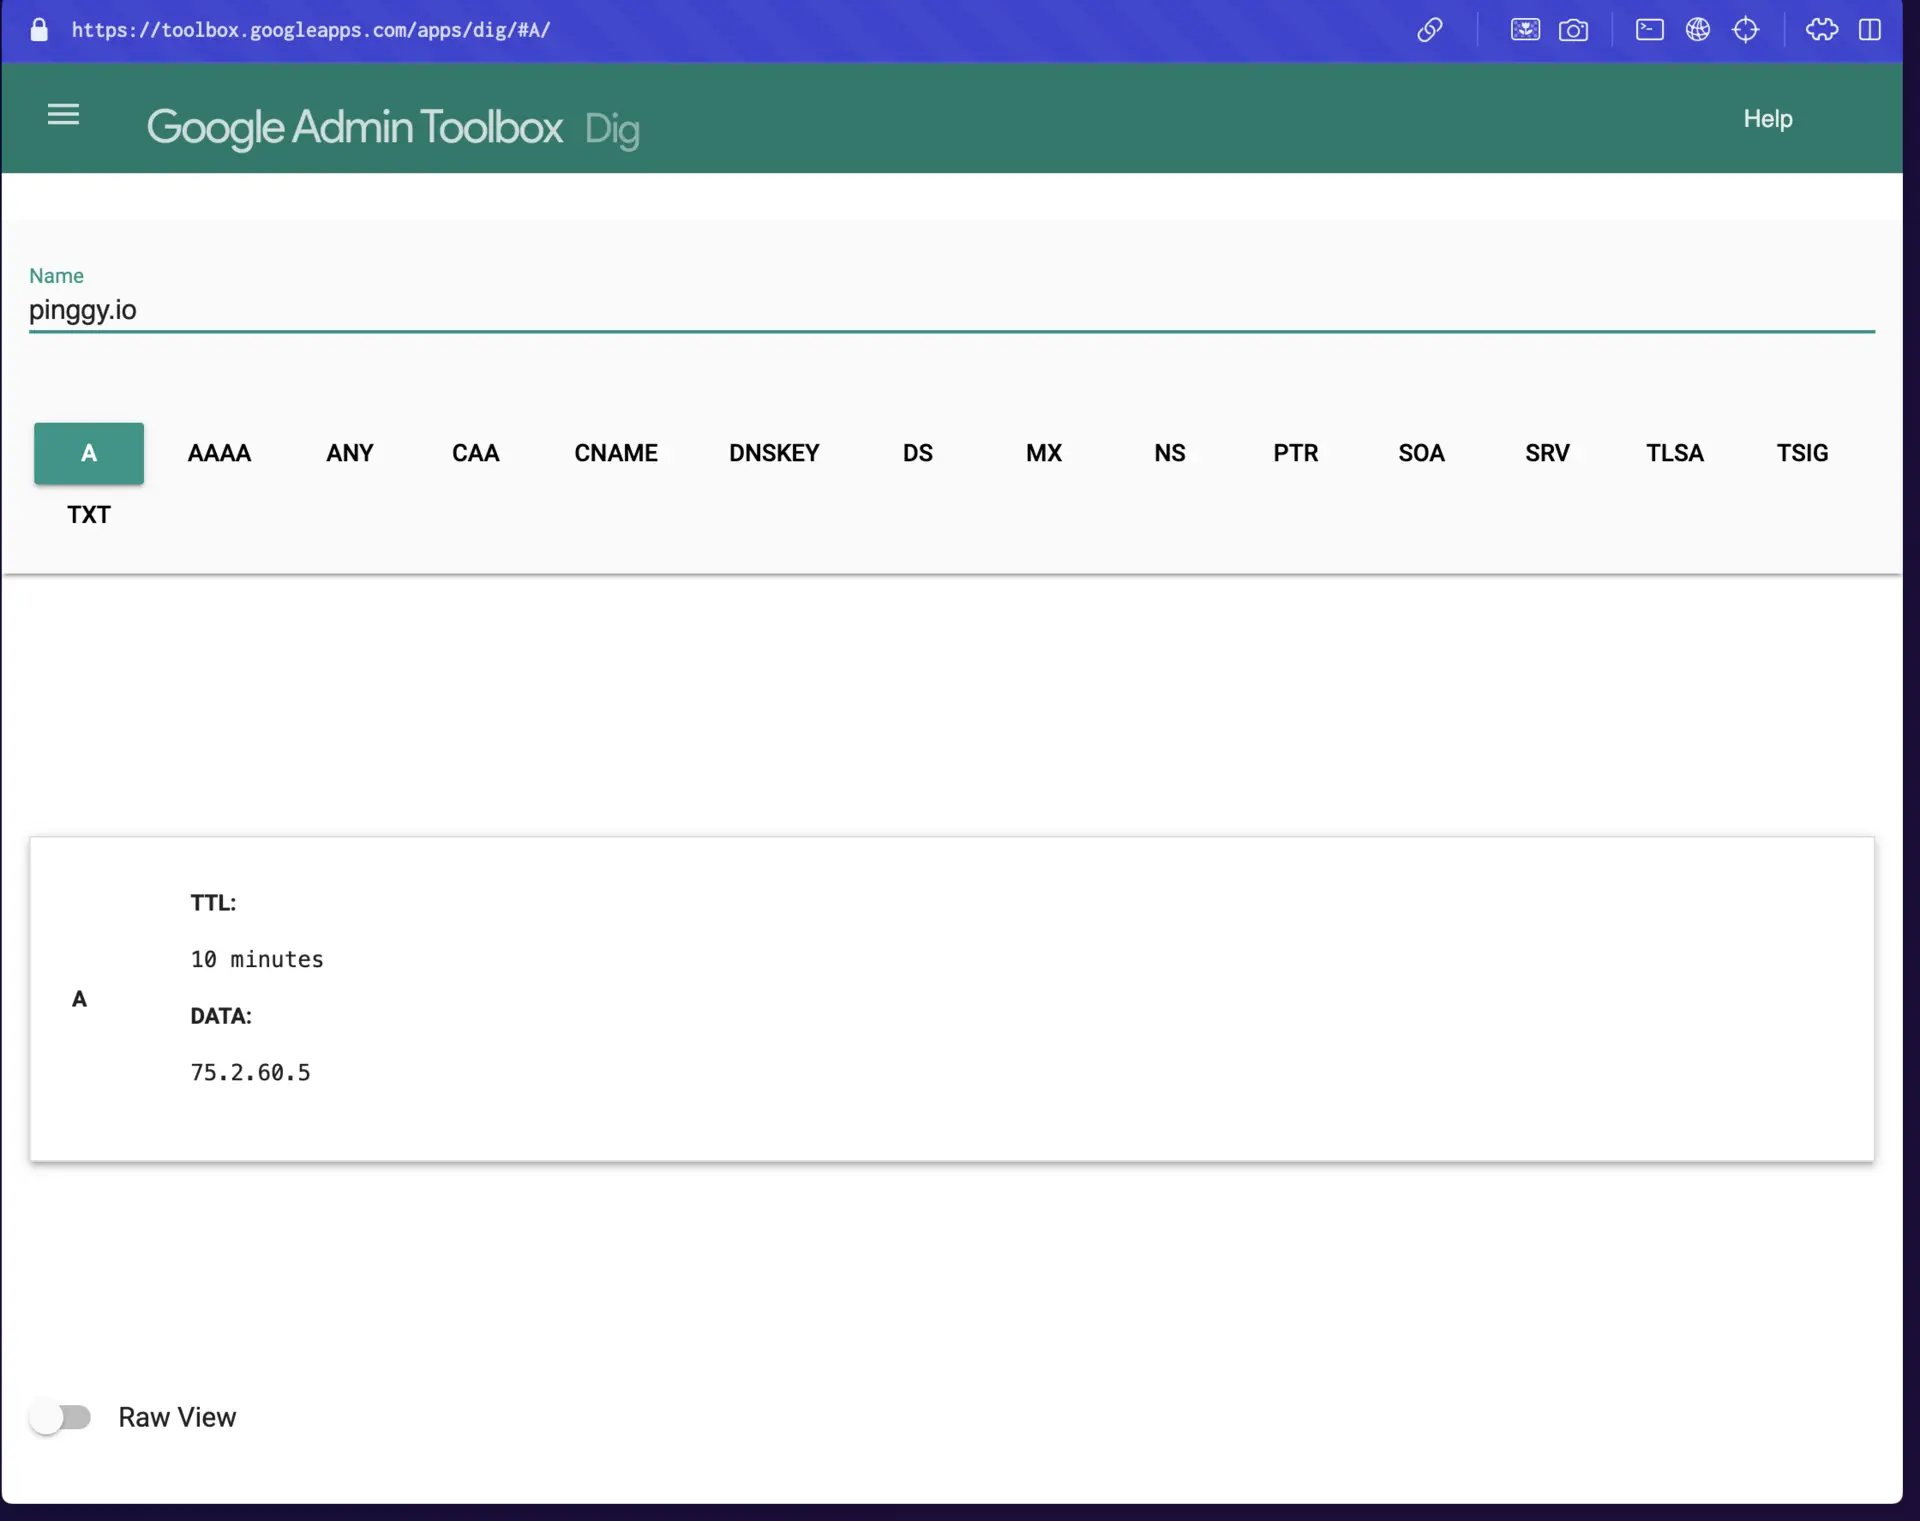 https://toolbox.googleapps.com/apps/dig/#A/
Google Admin Toolbox Dig
Help
Name
pinggy.io
A AAAA ANY CAA CNAME DNSKEY DS MX NS PTR SOA SRV TLSA TSIG
TXT
TTL:
10 minutes
A
DATA:
75.2.60.5
Raw View